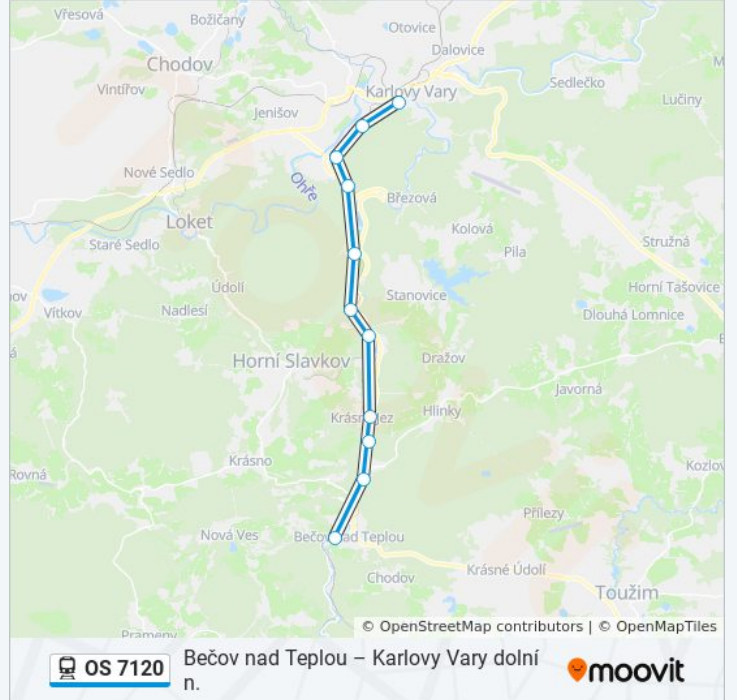 Vřesová
Božičany
Otovice
Dalovice
Chodov
Vintířov
Karlovy Vary
Sedlečko
Lučiny
Jenišov
Nové Sedlo
Ohře
Březová
Loket
Staré Sedlo
Kolová
Pila
Stružná
Údolí
Stanovice
Horní Tašovice
Vítkov
Nadlesí
Dlouhá Lomnice
Horní Slavkov
Dražov
Javorná
Hlinky
Krásno
Rovná
Kozlov
Přílezy
Nová Ves
Bečov nad Teplou
Krásné Údolí
Chodov
Toužim
Prameny
© OpenStreetMap contributors | © OpenMapTiles
OS 7120
Bečov nad Teplou – Karlovy Vary dolní
n.
moovit